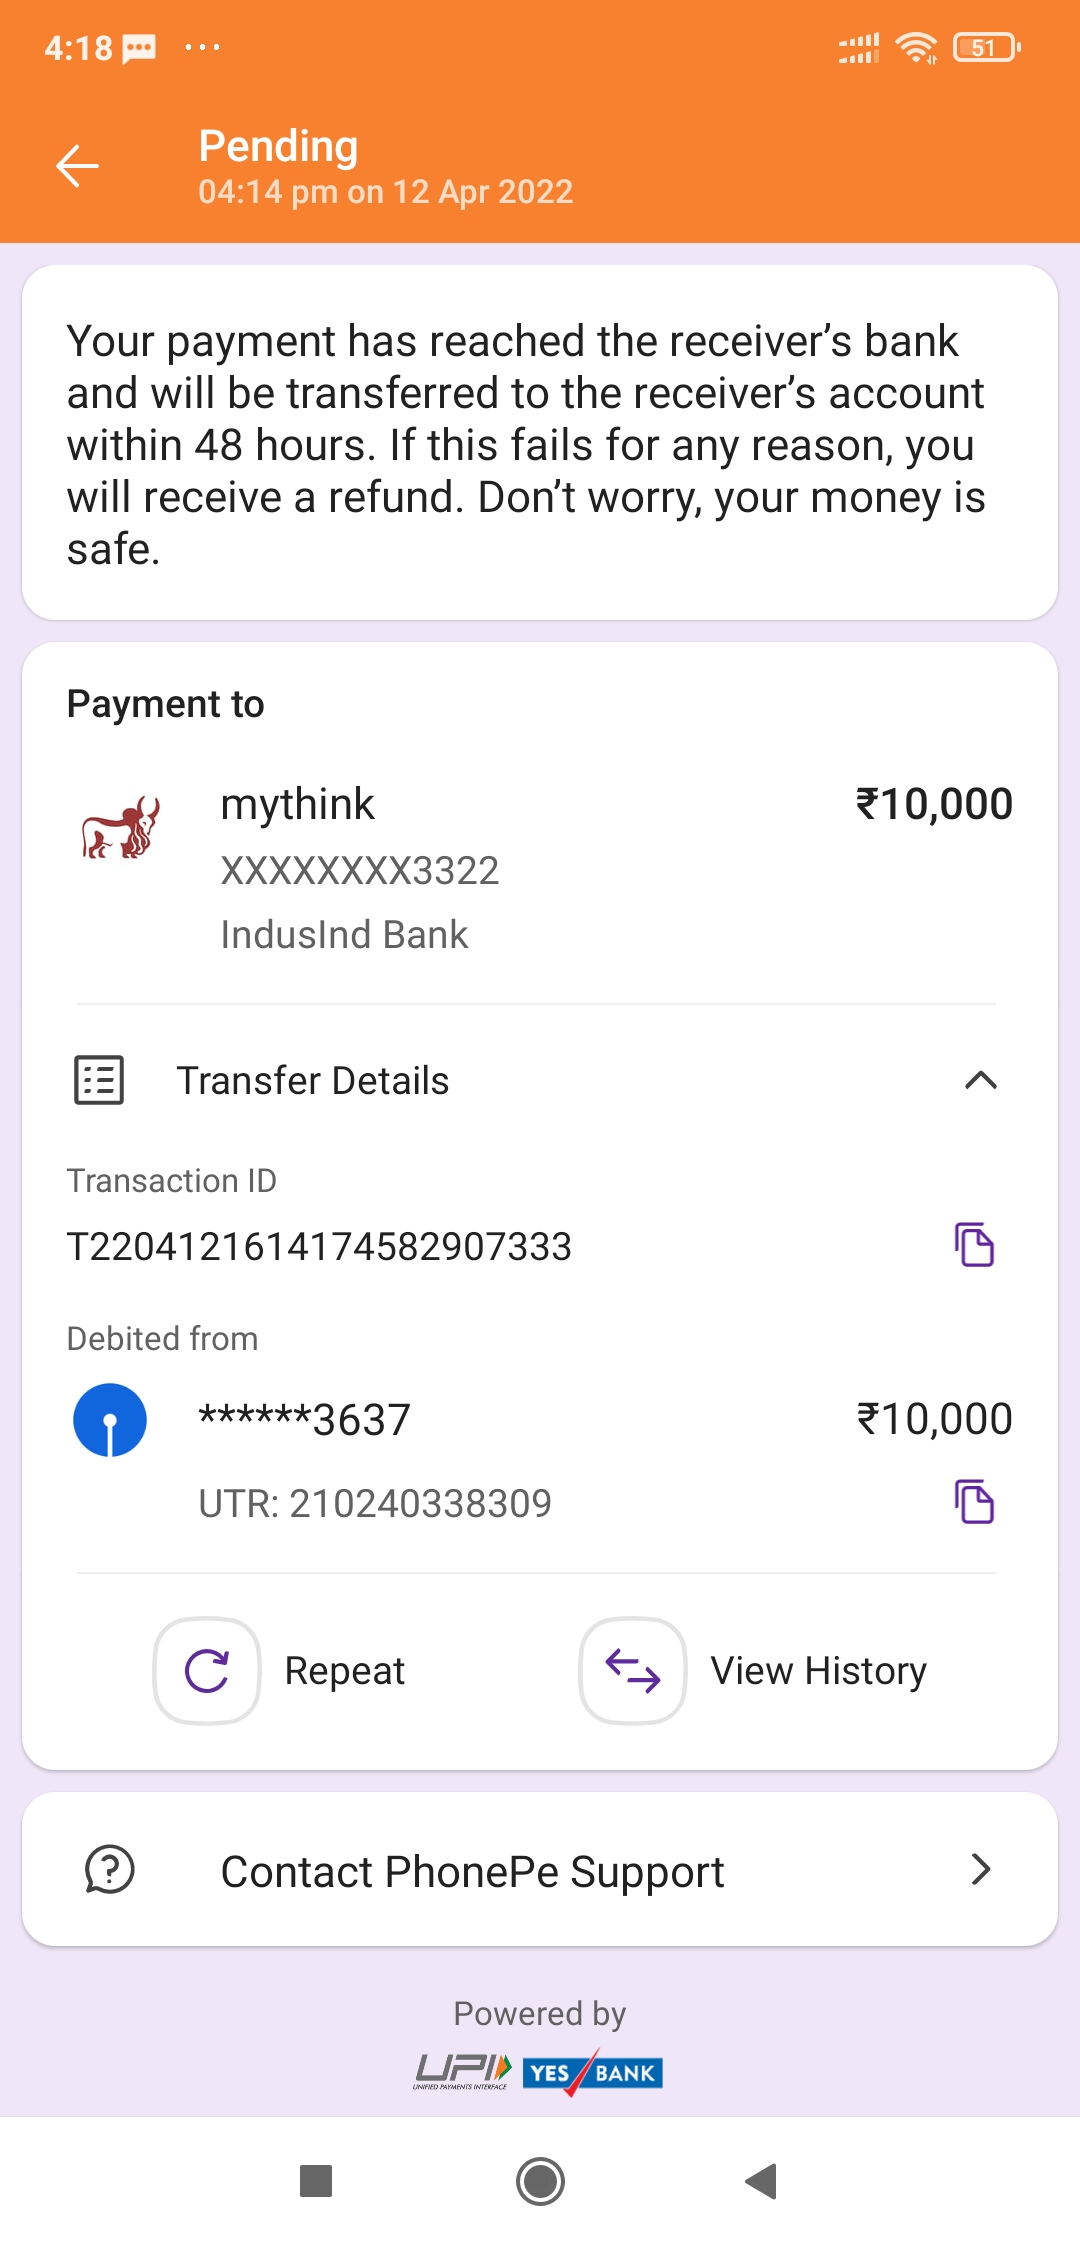 4:18
51
Pending
04:14 pm on 12 Apr 2022
Your payment has reached the receiver’s bank
and will be transferred to the receiver’s account
within 48 hours. If this fails for any reason, you
will receive a refund. Don’t worry, your money is
safe.
Payment to
mythink ₹10,000
XXXXXXXX3322
IndusInd Bank
Transfer Details
Transaction ID
T2204121614174582907333
Debited from
******3637 ₹10,000
UTR: 210240338309
Repeat View History
Contact PhonePe Support
Powered by
UPI YES BANK
UNIFIED PAYMENTS INTERFACE